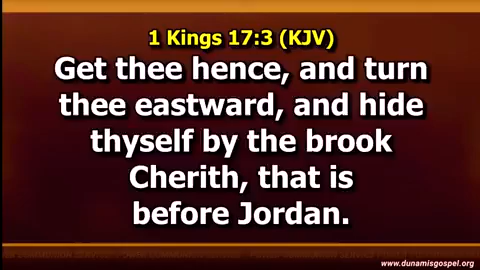 1 Kings 17:3 (KJV)
Get thee hence, and turn
thee eastward, and hide
thyself by the brook
Cherith, that is
before Jordan.
www.dunamisgospel.org